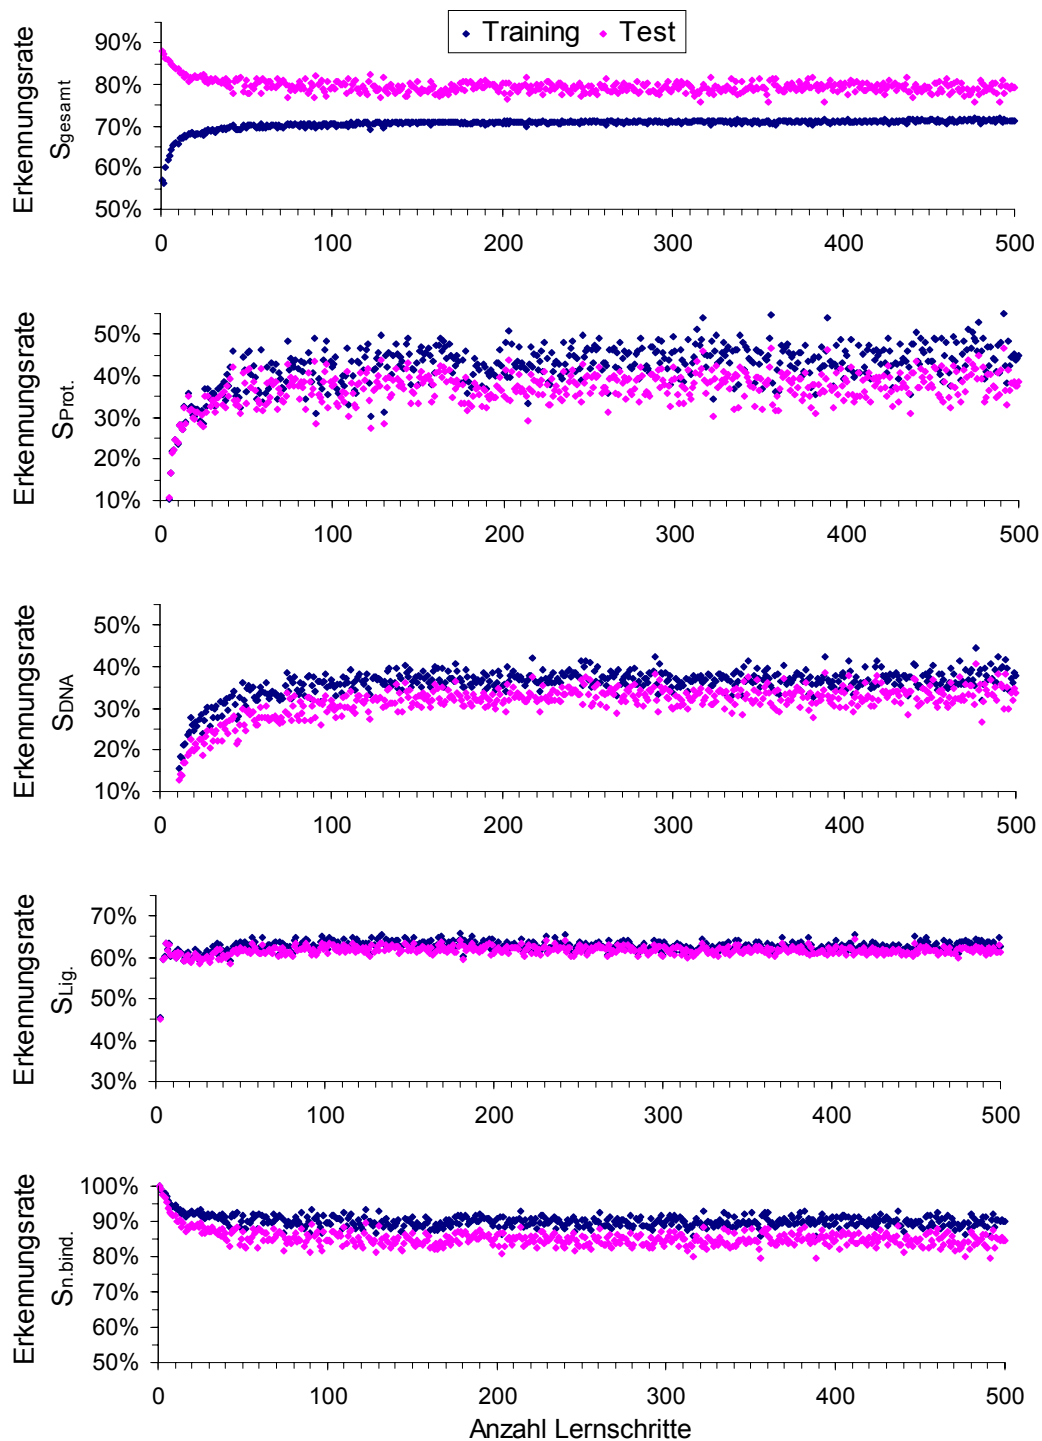 Training Test
Erkennungsrate
Sgesamt
90%
80%
70%
60%
50%
0 100 200 300 400 500
Erkennungsrate
SProt.
50%
40%
30%
20%
10%
0 100 200 300 400 500
Erkennungsrate
SDNA
50%
40%
30%
20%
10%
0 100 200 300 400 500
Erkennungsrate
SLig.
70%
60%
50%
40%
30%
0 100 200 300 400 500
Erkennungsrate
Sn.bind.
100%
90%
80%
70%
60%
50%
0 100 200 300 400 500
Anzahl Lernschritte